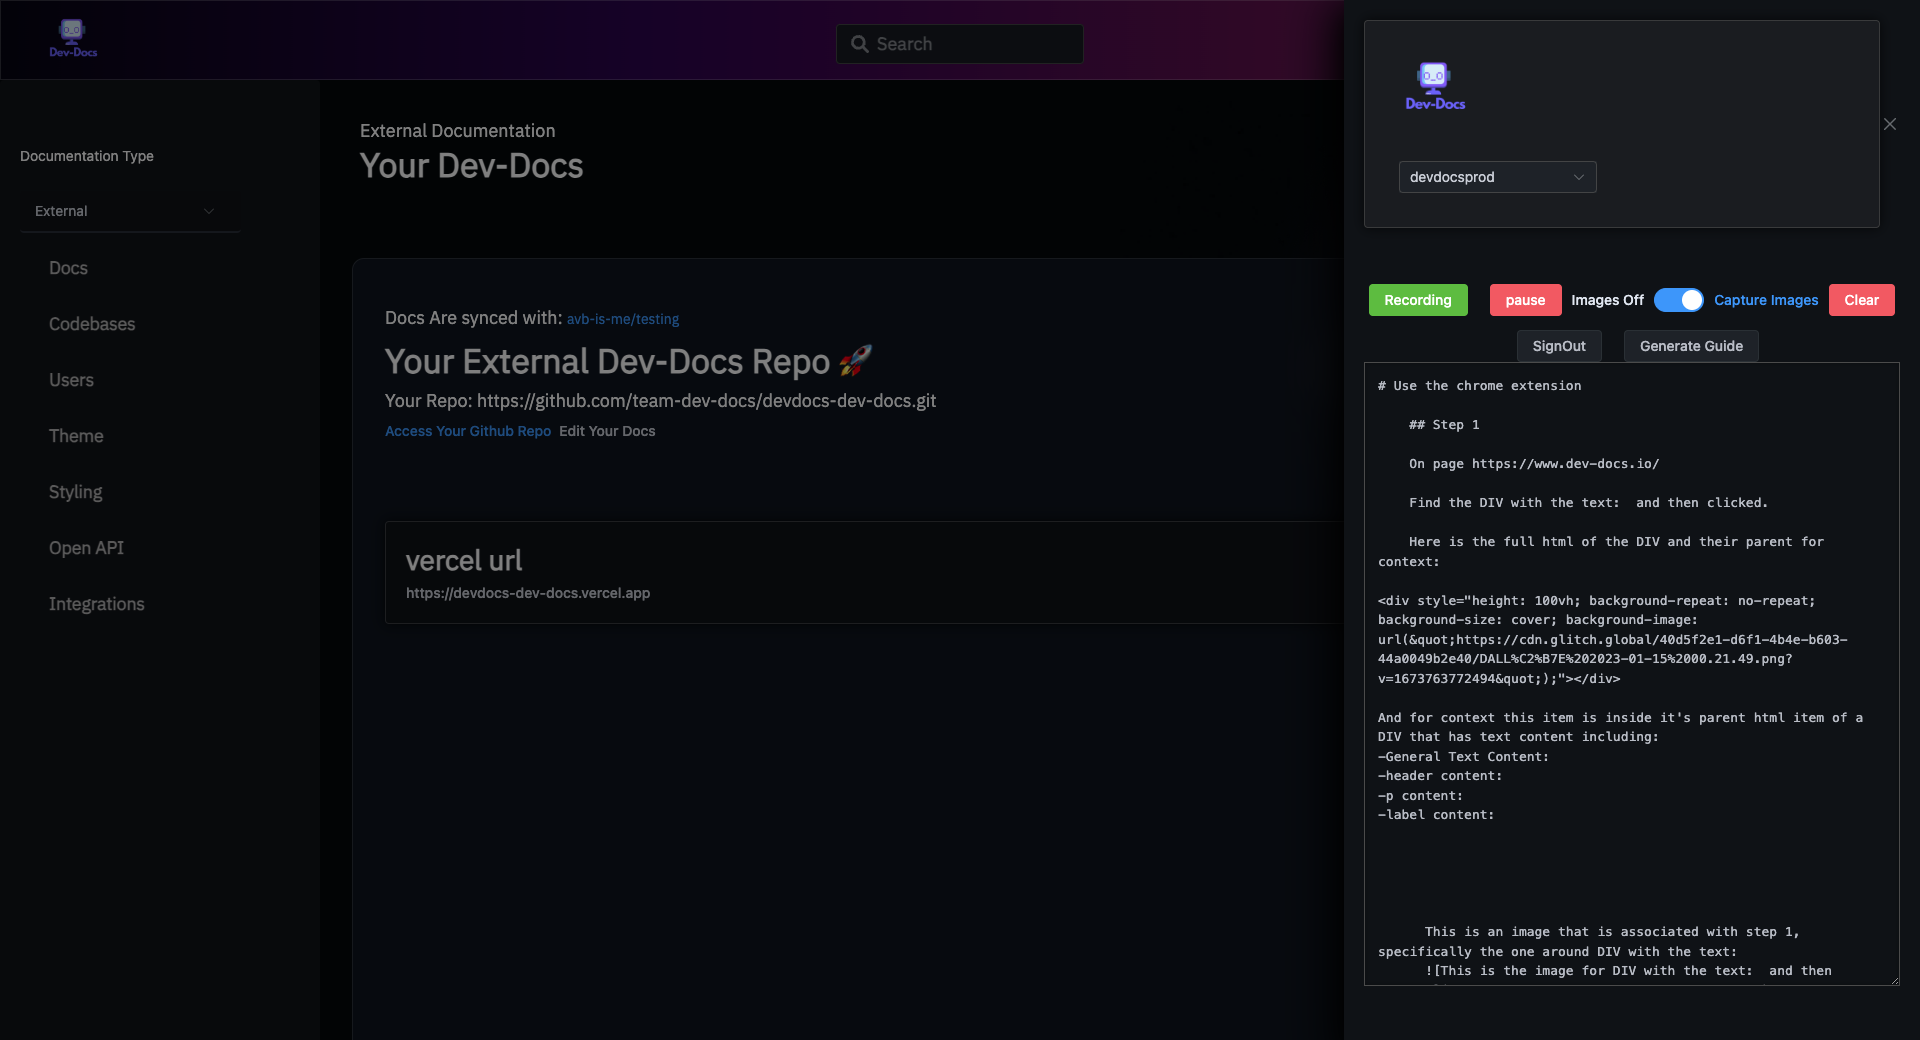 Dev-Docs
Search
Documentation Type
External
Docs
Codebases
Users
Theme
Styling
Open API
Integrations
External Documentation
Your Dev-Docs
Docs Are synced with: avb-is-me/testing
Your External Dev-Docs Repo 🚀
Your Repo: https://github.com/team-dev-docs/devdocs-dev-docs.git
Access Your Github Repo Edit Your Docs
vercel url
https://devdocs-dev-docs.vercel.app
Dev-Docs
devdocsprod
Recording pause Images Off Capture Images Clear
SignOut Generate Guide
# Use the chrome extension
## Step 1
On page https://www.dev-docs.io/
Find the DIV with the text:  and then clicked.
Here is the full html of the DIV and their parent for
context:
<div style="height: 100vh; background-repeat: no-repeat;
background-size: cover; background-image:
url(&quot;https://cdn.glitch.global/40d5f2e1-d6f1-4b4e-b603-
44a0049b2e40/DALL%C2%B7E%202023-01-15%2000.21.49.png?
v=1673763772494&quot;);"></div>
And for context this item is inside it's parent html item of a
DIV that has text content including:
-General Text Content:
-header content:
-p content:
-label content:
This is an image that is associated with step 1,
specifically the one around DIV with the text:
![This is the image for DIV with the text:  and then